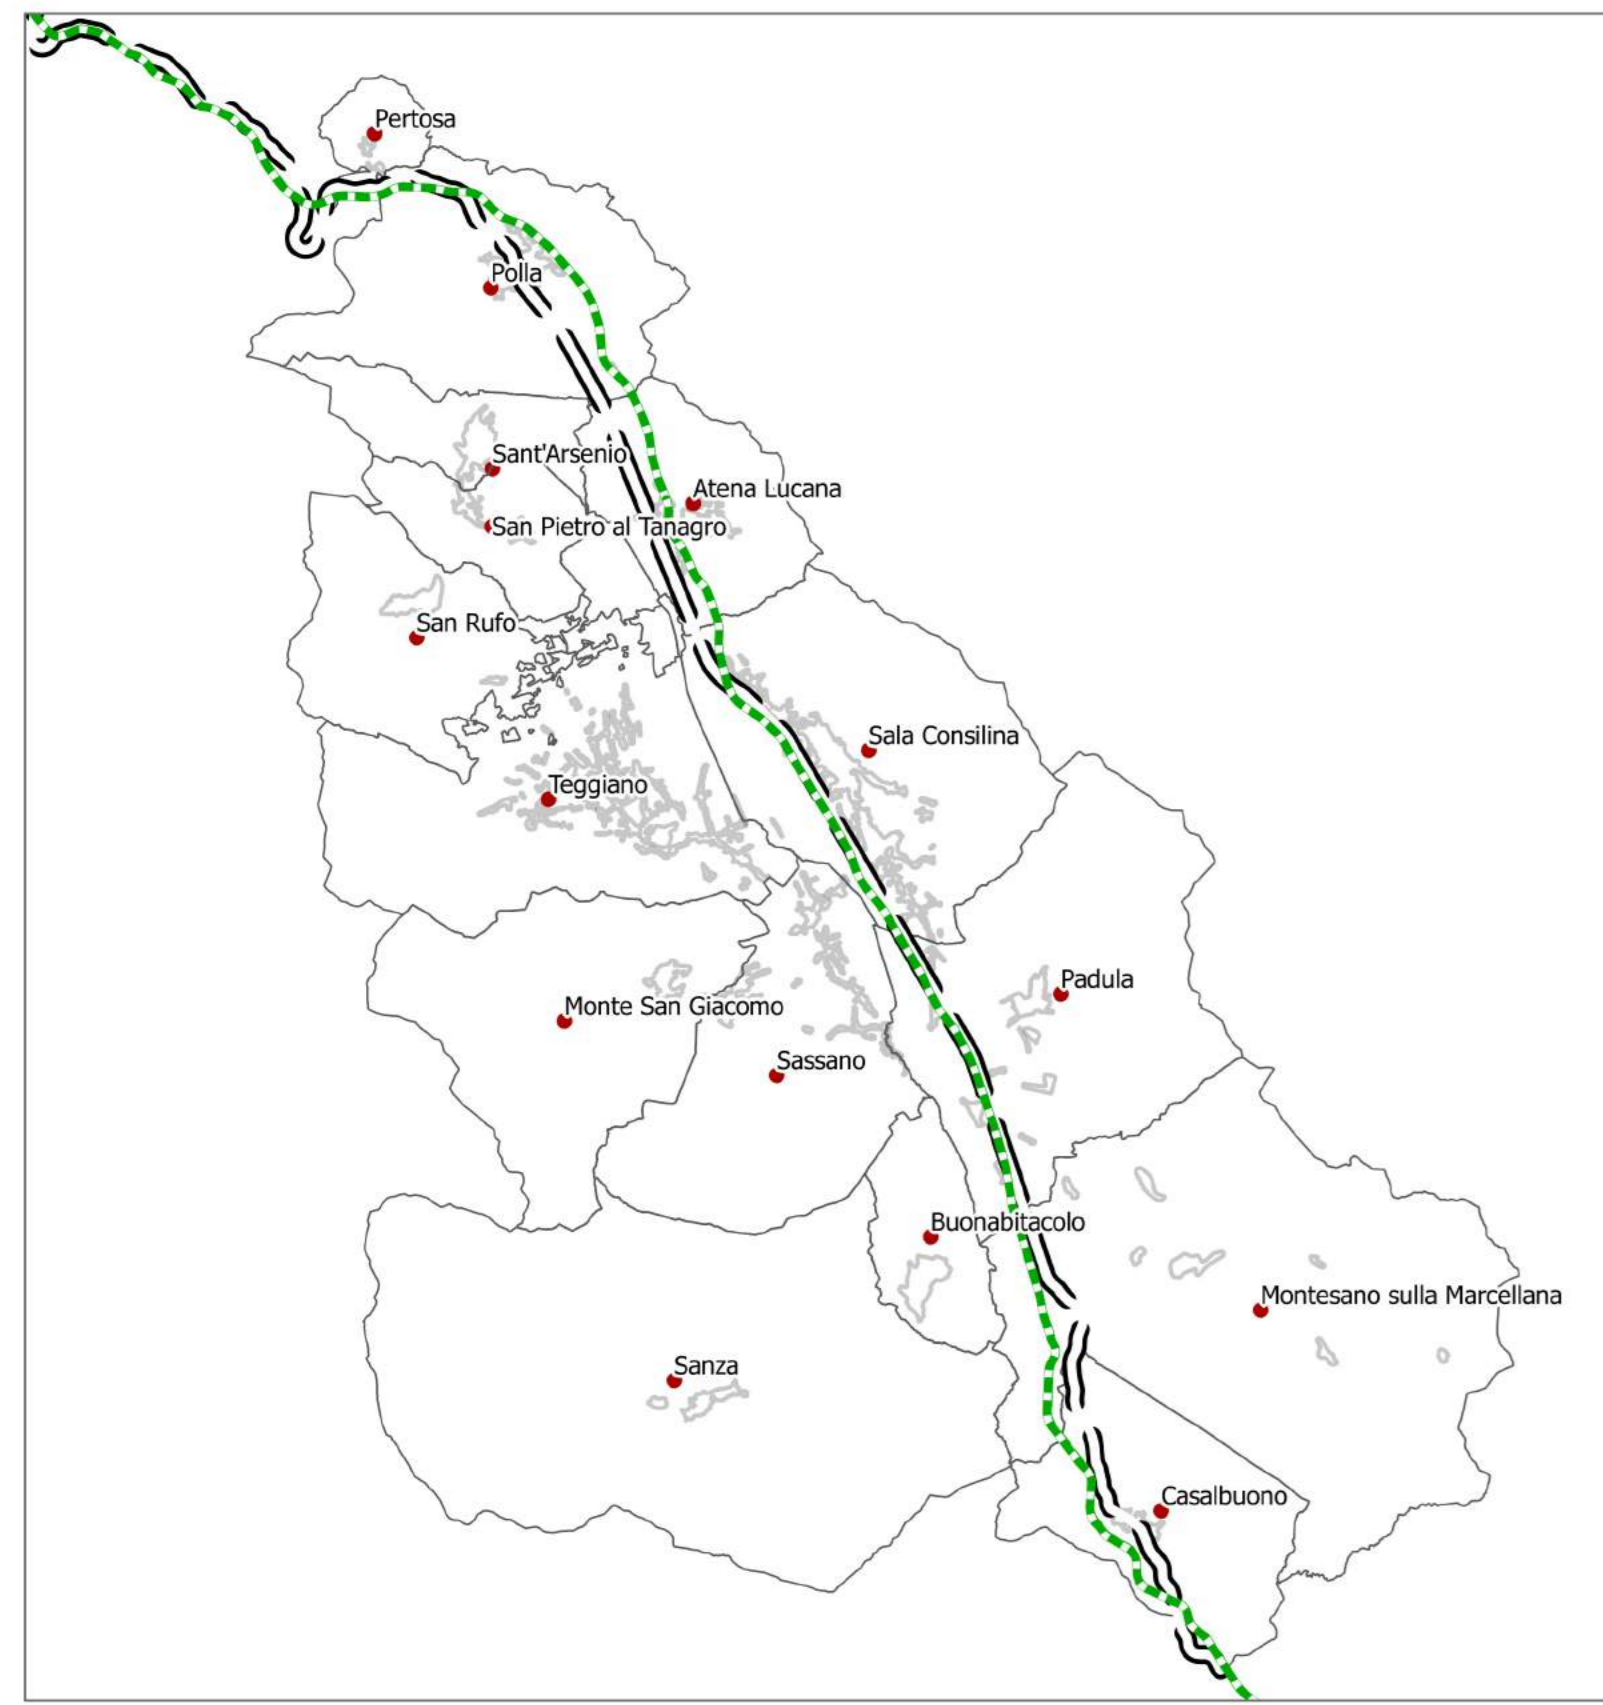 Pertosa
Polla
Sant'Arsenio
Atena Lucana
San Pietro al Tanagro
San Rufo
Sala Consilina
Teggiano
Padula
Monte San Giacomo
Sassano
Buonabitacolo
Montesano sulla Marcellana
Sanza
Casalbuono